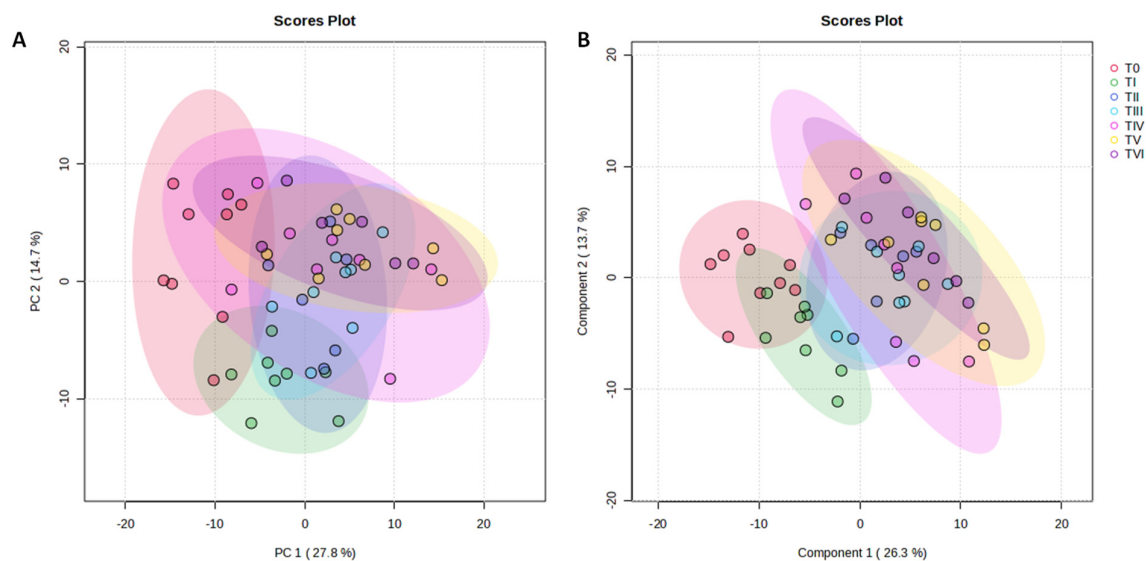 Scores Plot
A
20
10
0
-10
PC 2 ( 14.7 %)
-20
-10
0
10
20
PC 1 ( 27.8 %)
Scores Plot
B
20
10
0
-10
-20
Component 2 ( 13.7 %)
-20
-10
0
10
20
Component 1 ( 26.3 %)
T0
TI
TII
TIII
TIV
TV
TVI